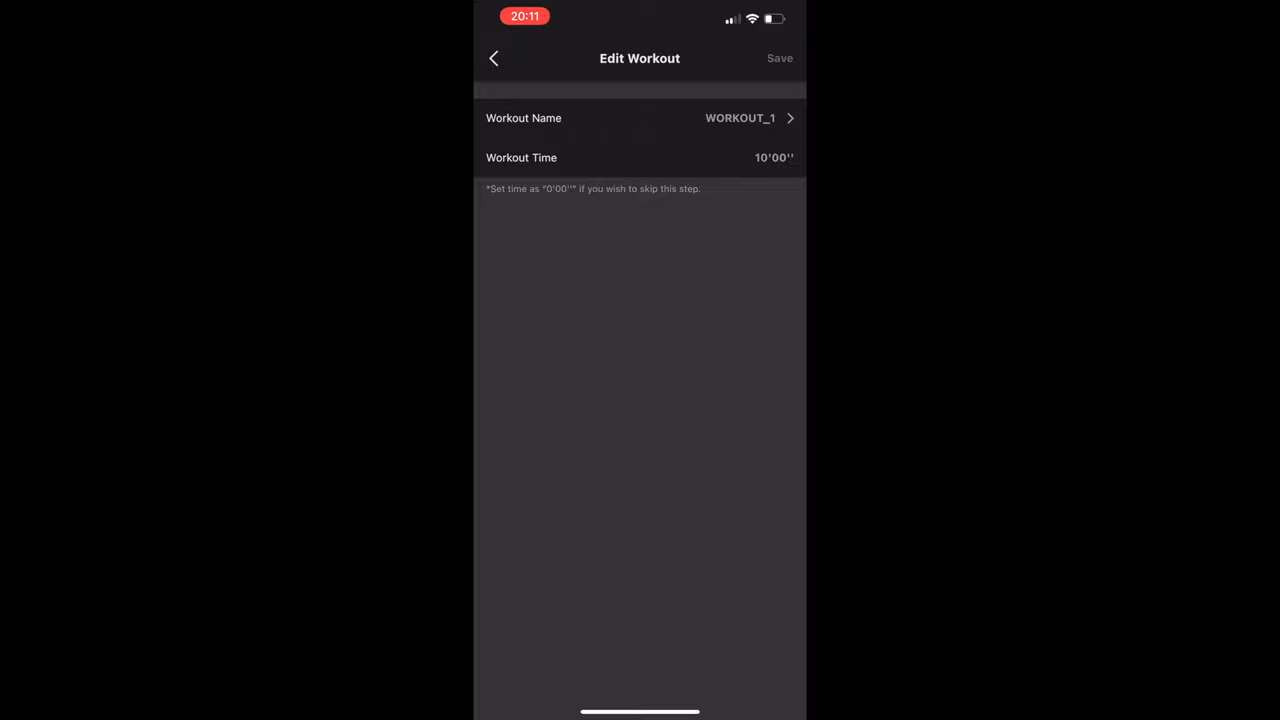 20:11
Edit Workout
Save
Workout Name
WORKOUT_1
Workout Time
10'00''
*Set time as "0'00''" if you wish to skip this step.